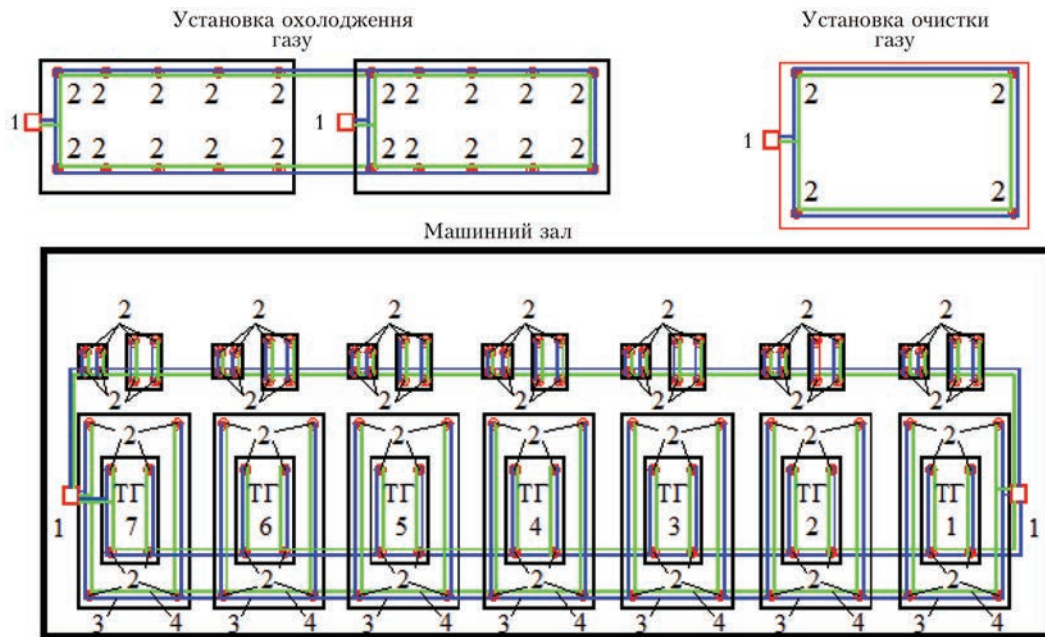 Установка охолодження
газу
Установка очистки
газу
2 2 2 2 2 2 2 2 2 2 2 2
1 1 1
2 2 2 2 2 2 2 2 2 2 2 2
Машинний зал
2 2 2 2 2 2 2
2 2 2 2 2 2 2
2 2 2 2 2 2 2
ТГ ТГ ТГ ТГ ТГ ТГ ТГ
1 7 6 5 4 3 2 1 1
2 2 2 2 2 2 2
3 4 3 4 3 4 3 4 3 4 3 4 3 4